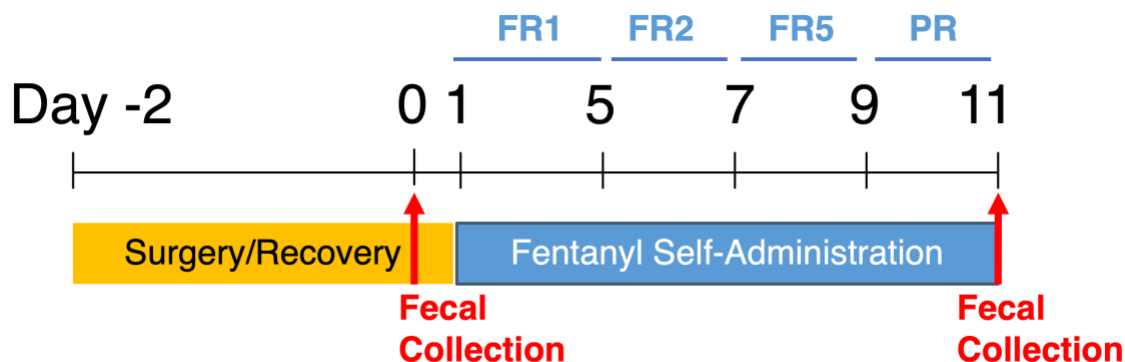 FR1 FR2 FR5 PR
Day -2 0 1 5 7 9 11
Surgery/Recovery Fentanyl Self-Administration
Fecal Collection
Fecal Collection